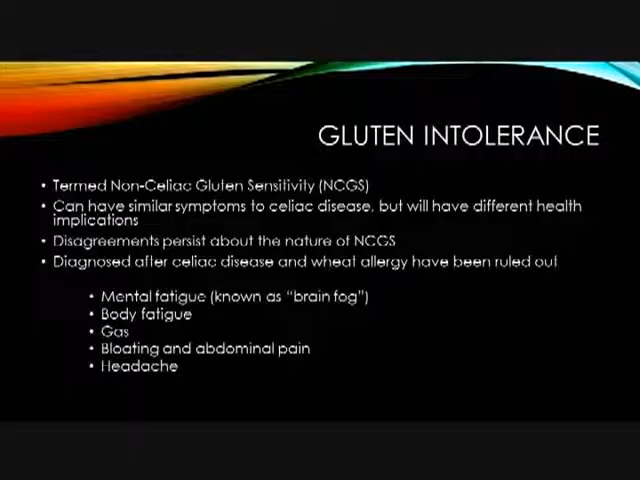 GLUTEN INTOLERANCE
• Termed Non-Celiac Gluten Sensitivity (NCGS)
• Can have similar symptoms to celiac disease, but will have different health
implications
• Disagreements persist about the nature of NCGS
• Diagnosed after celiac disease and wheat allergy have been ruled out
• Mental fatigue (known as “brain fog”)
• Body fatigue
• Gas
• Bloating and abdominal pain
• Headache